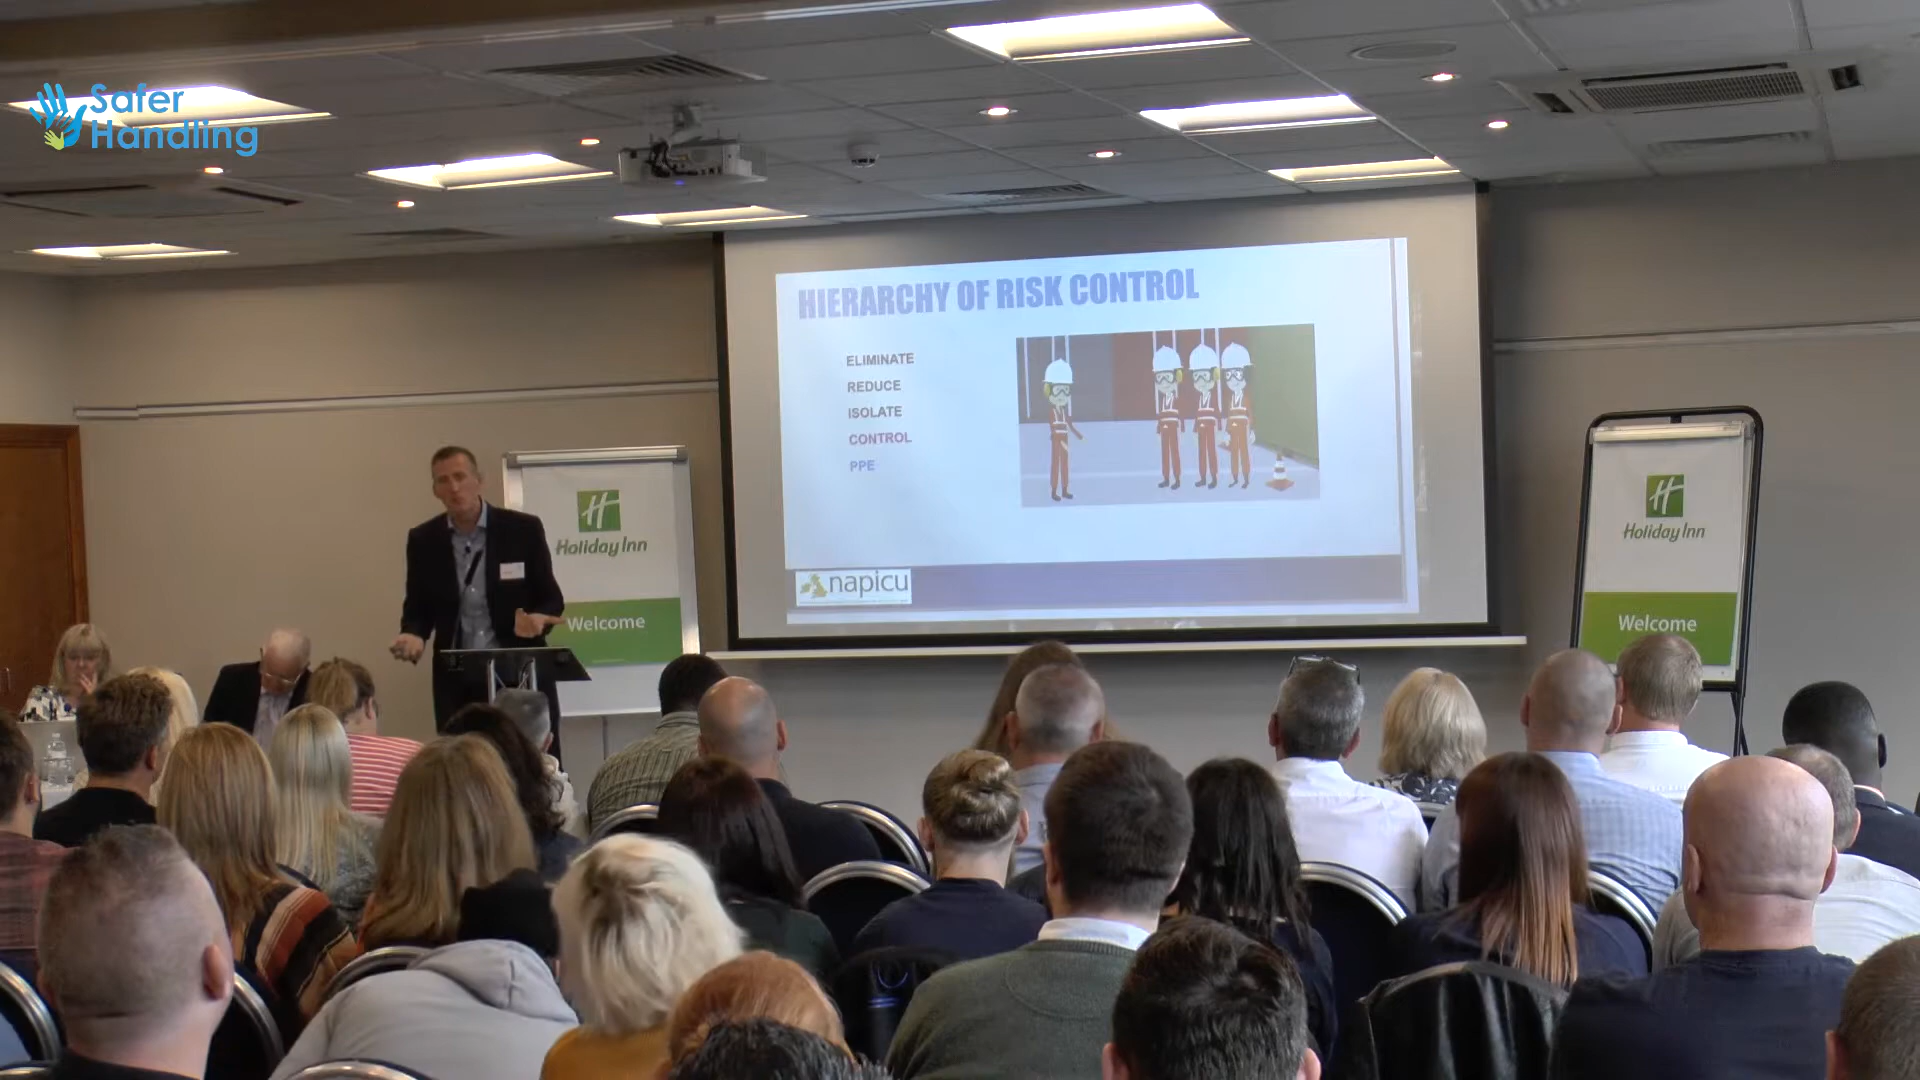 Safer
Handling
HIERARCHY OF RISK CONTROL
ELIMINATE
REDUCE
ISOLATE
CONTROL
PPE
napicu
Holiday Inn
Welcome
Holiday Inn
Welcome